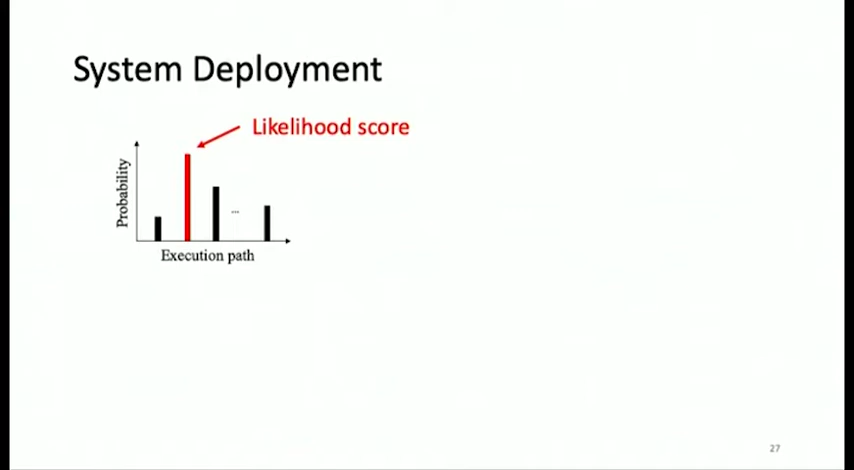 System Deployment
Likelihood score
Probability
...
Execution path
27